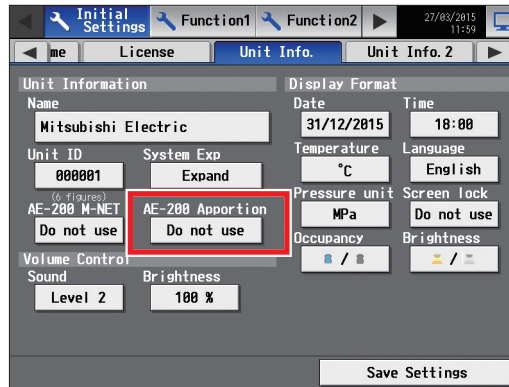 Initial Settings
Function1
Function2
27/03/2015
11:59
me
License
Unit Info.
Unit Info. 2
Unit Information
Name
Mitsubishi Electric
Unit ID
System Exp
000001
Expand
(6 figures)
AE-200 M-NET
AE-200 Apportion
Do not use
Do not use
Volume Control
Sound
Brightness
Level 2
100 %
Display Format
Date
Time
31/12/2015
18:00
Temperature
Language
°C
English
Pressure unit
Screen lock
MPa
Do not use
Occupancy
Brightness
/
/
Save Settings